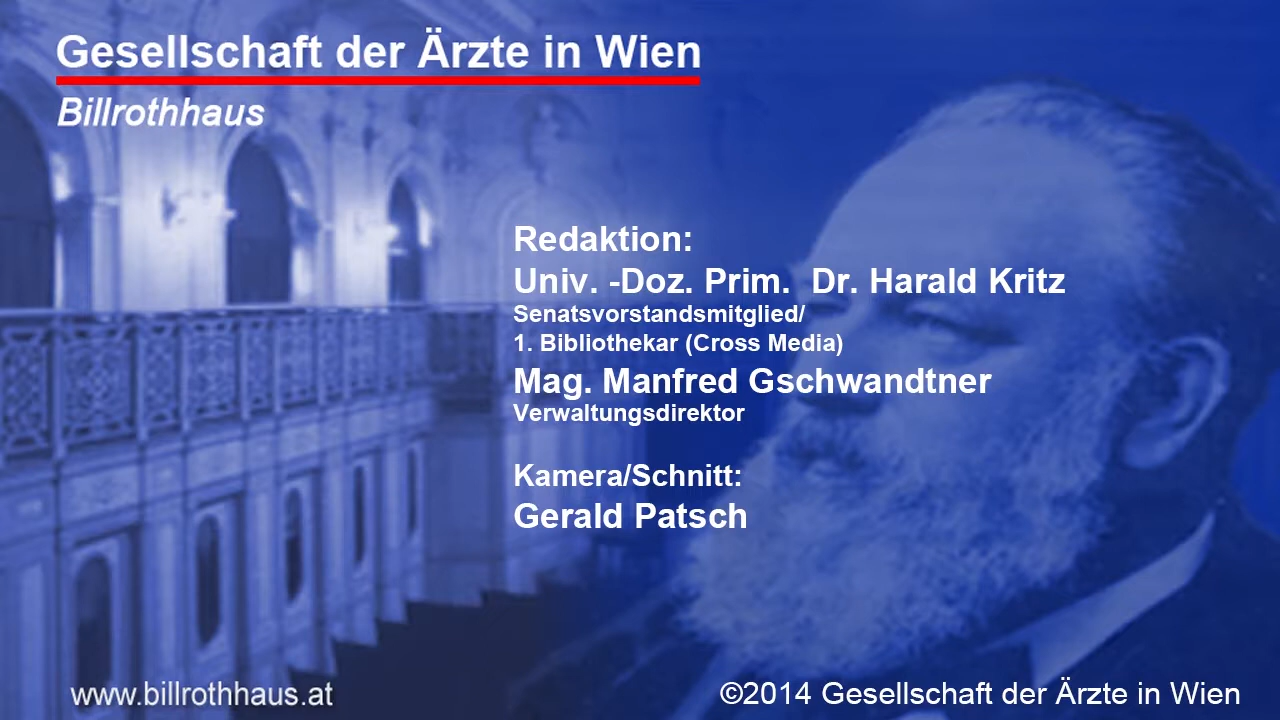 Gesellschaft der Ärzte in Wien
Billrothhaus
Redaktion:
Univ. -Doz. Prim.  Dr. Harald Kritz
Senatsvorstandsmitglied/
1. Bibliothekar (Cross Media)
Mag. Manfred Gschwandtner
Verwaltungsdirektor
Kamera/Schnitt:
Gerald Patsch
www.billrothhaus.at
©2014 Gesellschaft der Ärzte in Wien